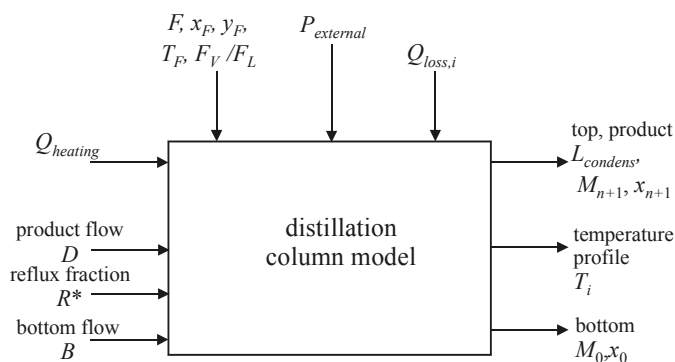 F, x_F, y_F,
T_F, F_V /F_L
P_external
Q_loss,i
Q_heating
product flow
D
reflux fraction
R*
bottom flow
B
distillation
column model
top, product
L_condens,
M_n+1, x_n+1
temperature
profile
T_i
bottom
M_0,x_0